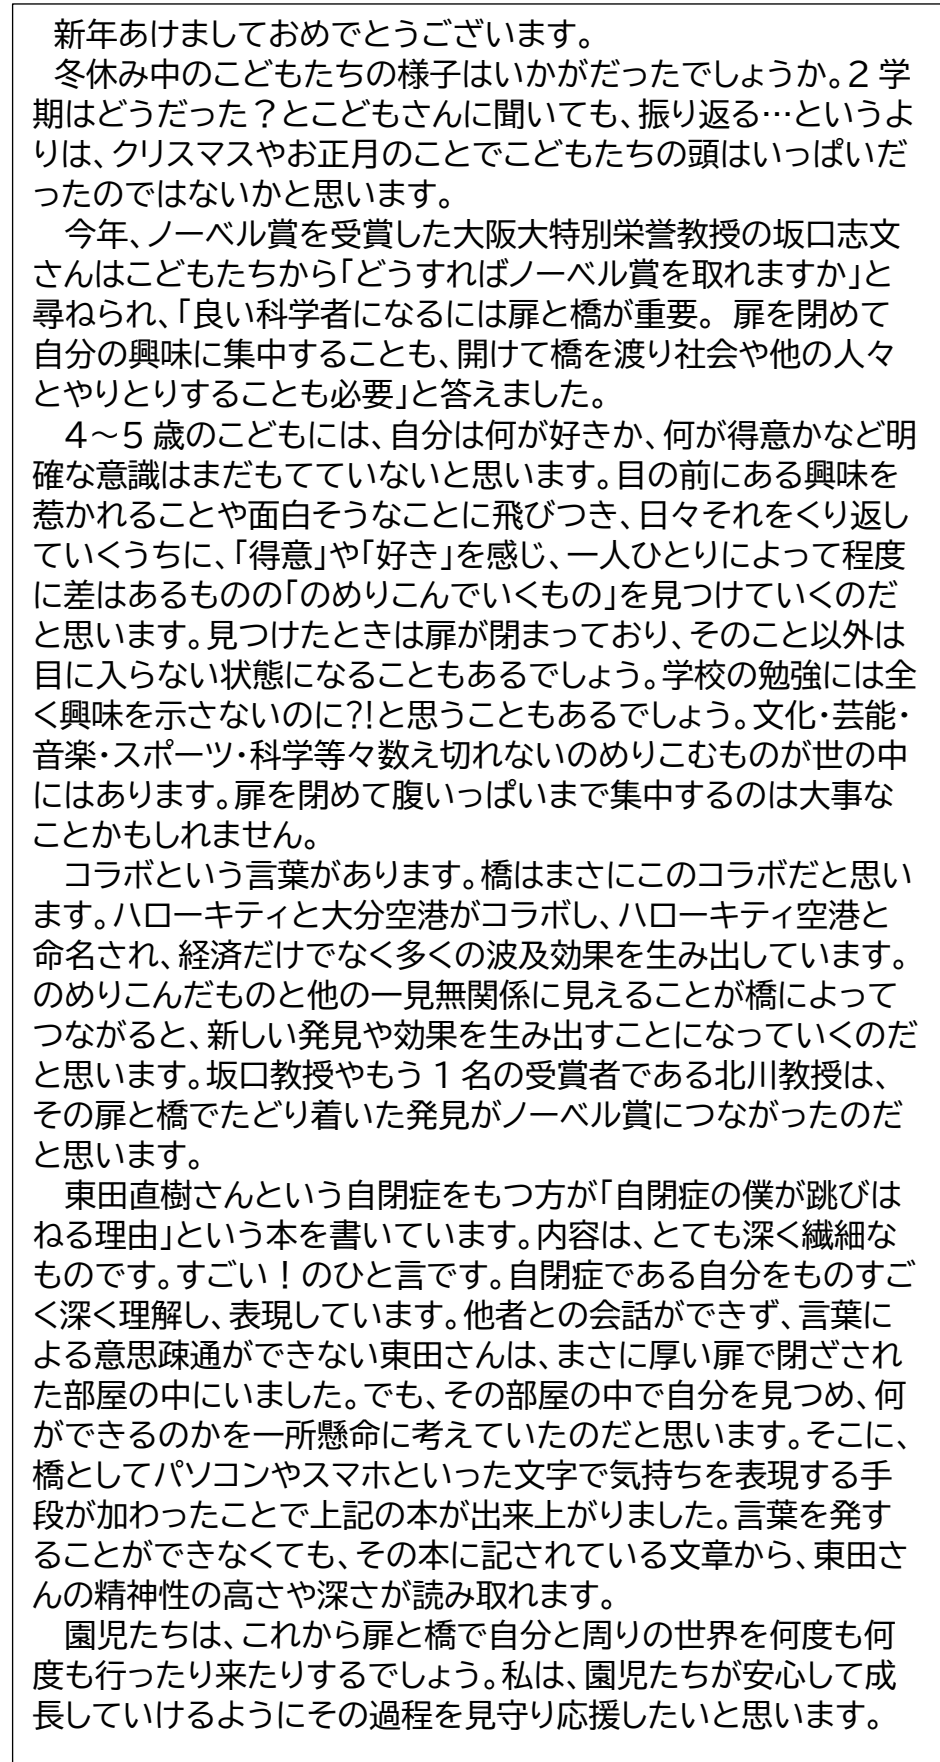 新年あけましておめでとうございます。
冬休み中のこどもたちの様子はいかがだったでしょうか。2 学
期はどうだった？とこどもさんに聞いても、振り返る…というよ
りは、クリスマスやお正月のことでこどもたちの頭はいっぱいだ
ったのではないかと思います。
今年、ノーベル賞を受賞した大阪大特別栄誉教授の坂口志文
さんはこどもたちから「どうすればノーベル賞を取れますか」と
尋ねられ、「良い科学者になるには扉と橋が重要。 扉を閉めて
自分の興味に集中することも、開けて橋を渡り社会や他の人々
とやりとりすることも必要」と答えました。
4～5 歳のこどもには、自分は何が好きか、何が得意かなど明
確な意識はまだもてていないと思います。目の前にある興味を
惹かれることや面白そうなことに飛びつき、日々それをくり返し
ていくうちに、「得意」や「好き」を感じ、一人ひとりによって程度
に差はあるものの「のめりこんでいくもの」を見つけていくのだ
と思います。見つけたときは扉が閉まっており、そのこと以外は
目に入らない状態になることもあるでしょう。学校の勉強には全
く興味を示さないのに?!と思うこともあるでしょう。文化・芸能・
音楽・スポーツ・科学等々数え切れないのめりこむものが世の中
にはあります。扉を閉めて腹いっぱいまで集中するのは大事な
ことかもしれません。
コラボという言葉があります。橋はまさにこのコラボだと思い
ます。ハローキティと大分空港がコラボし、ハローキティ空港と
命名され、経済だけでなく多くの波及効果を生み出しています。
のめりこんだものと他の一見無関係に見えることが橋によって
つながると、新しい発見や効果を生み出すことになっていくのだ
と思います。坂口教授やもう 1 名の受賞者である北川教授は、
その扉と橋でたどり着いた発見がノーベル賞につながったのだ
と思います。
東田直樹さんという自閉症をもつ方が「自閉症の僕が跳びは
ねる理由」という本を書いています。内容は、とても深く繊細な
ものです。すごい！のひと言です。自閉症である自分をものすご
く深く理解し、表現しています。他者との会話ができず、言葉に
よる意思疎通ができない東田さんは、まさに厚い扉で閉ざされ
た部屋の中にいました。でも、その部屋の中で自分を見つめ、何
ができるのかを一所懸命に考えていたのだと思います。そこに、
橋としてパソコンやスマホといった文字で気持ちを表現する手
段が加わったことで上記の本が出来上がりました。言葉を発す
ることができなくても、その本に記されている文章から、東田さ
んの精神性の高さや深さが読み取れます。
園児たちは、これから扉と橋で自分と周りの世界を何度も何
度も行ったり来たりするでしょう。私は、園児たちが安心して成
長していけるようにその過程を見守り応援したいと思います。